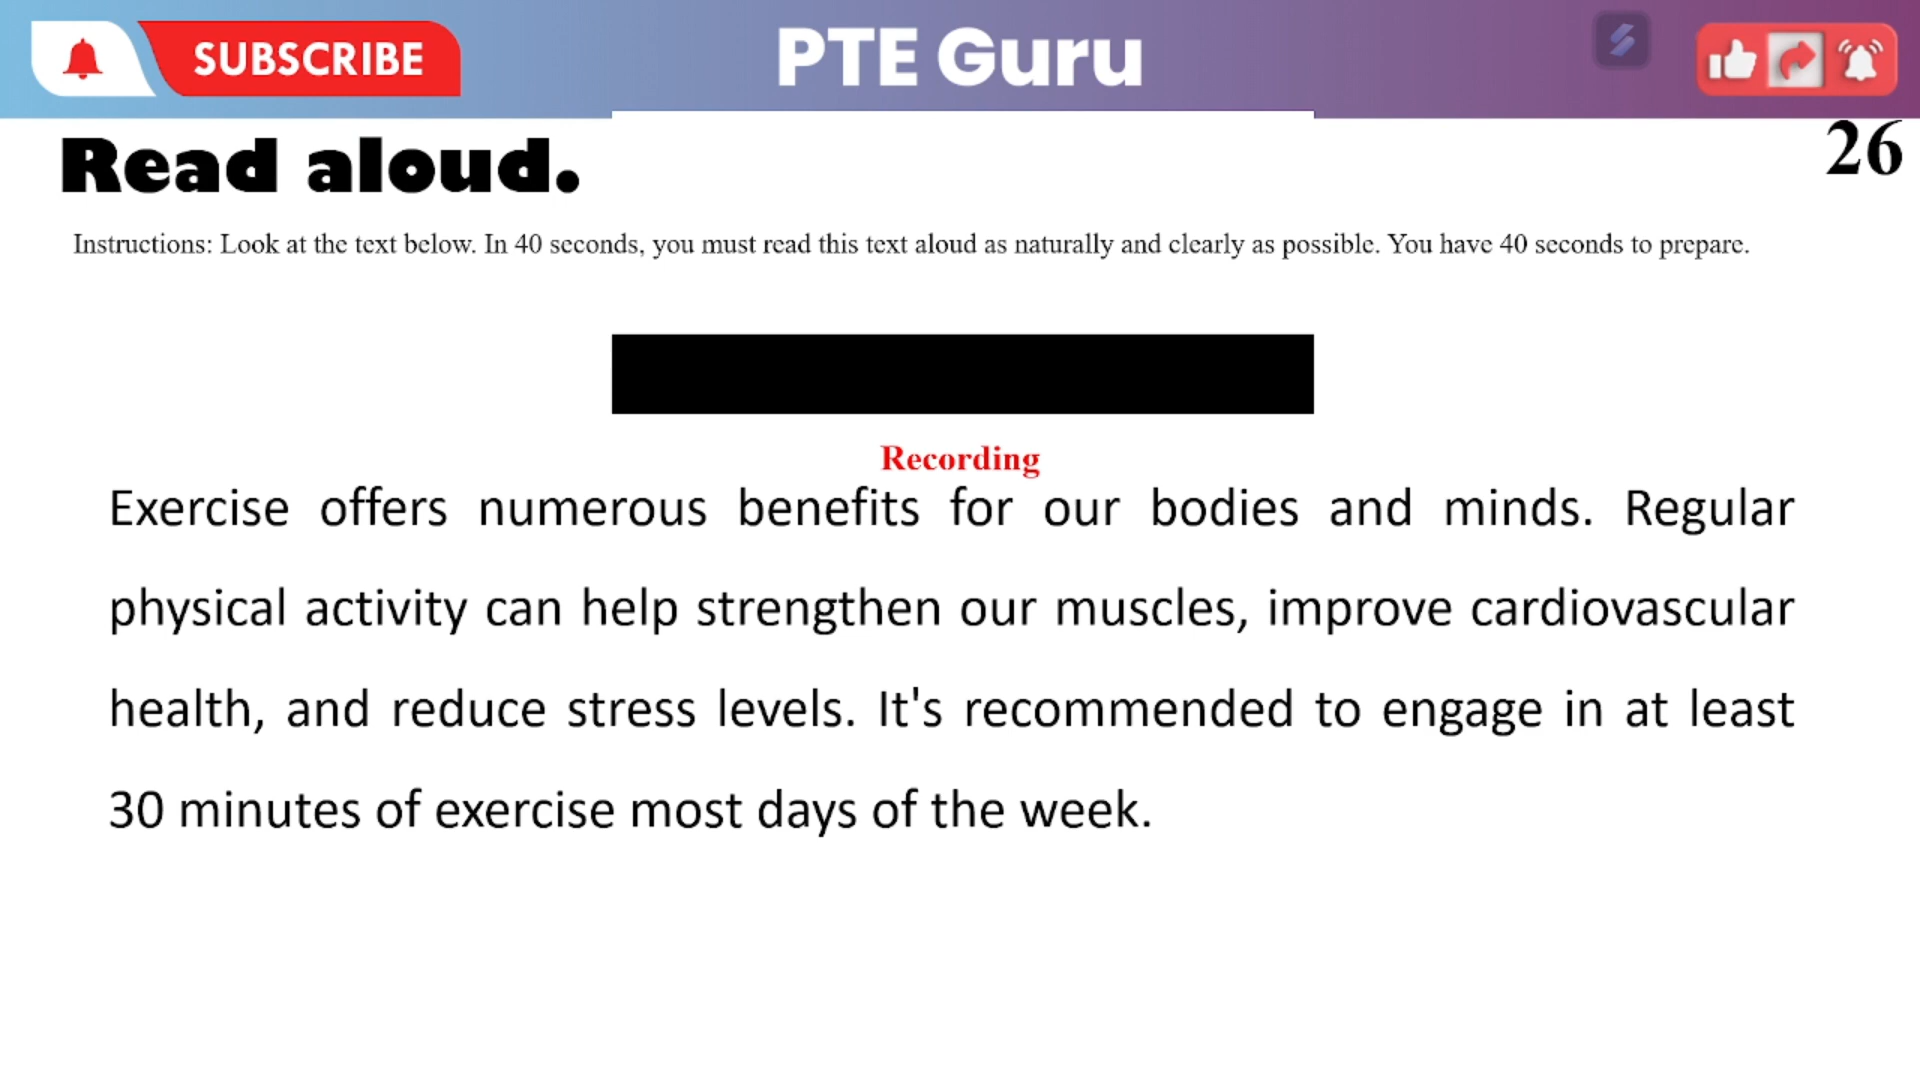 SUBSCRIBE
PTE Guru
Read aloud.
26
Instructions: Look at the text below. In 40 seconds, you must read this text aloud as naturally and clearly as possible. You have 40 seconds to prepare.
Recording
Exercise offers numerous benefits for our bodies and minds. Regular
physical activity can help strengthen our muscles, improve cardiovascular
health, and reduce stress levels. It's recommended to engage in at least
30 minutes of exercise most days of the week.